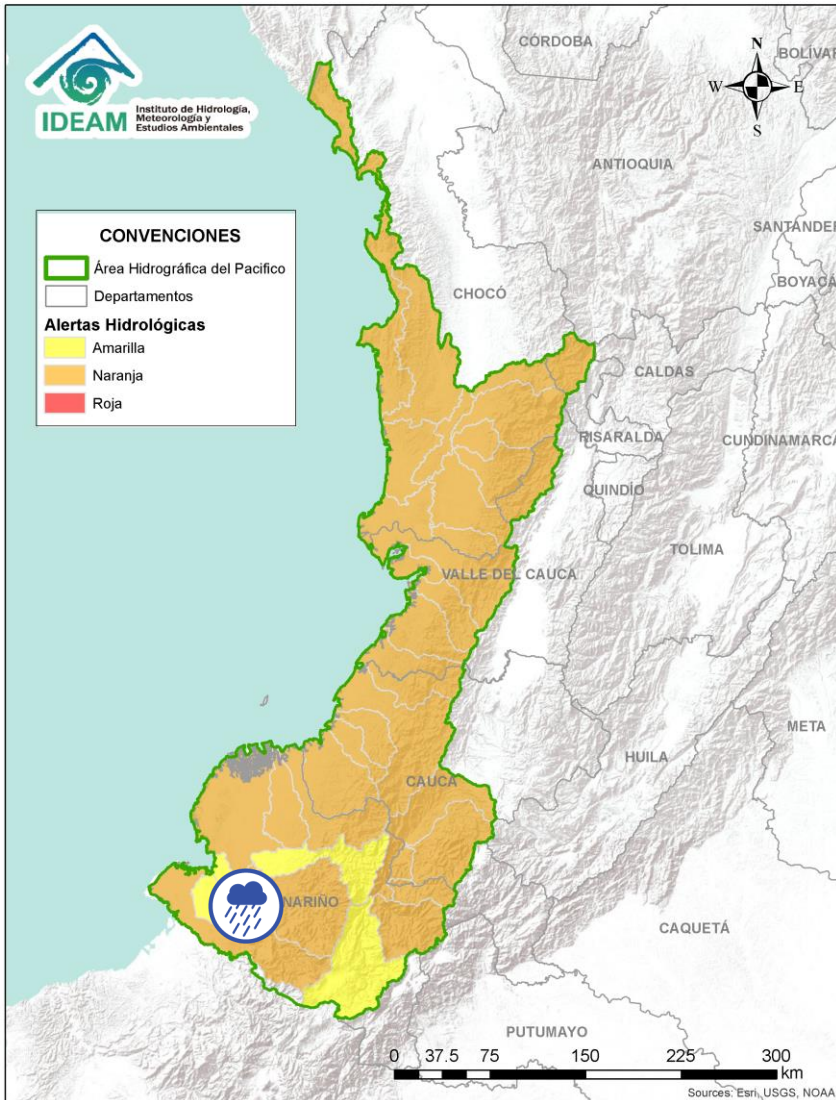 IDEAM
Instituto de Hidrología,
Meteorología y
Estudios Ambientales
CÓRDOBA
BOLÍVAR
N
W
E
S
ANTIOQUIA
SANTANDER
BOYACÁ
CONVENCIONES
Área Hidrográfica del Pacifico
Departamentos
Alertas Hidrológicas
Amarilla
Naranja
Roja
CHOCÓ
CALDAS
RISARALDA
CUNDINAMARCA
QUINDÍO
TOLIMA
VALLE DEL CAUCA
META
HUILA
CAUCA
NARIÑO
CAQUETÁ
PUTUMAYO
0 37.5 75 150 225 300
km
Sources: Esri, USGS, NOAA